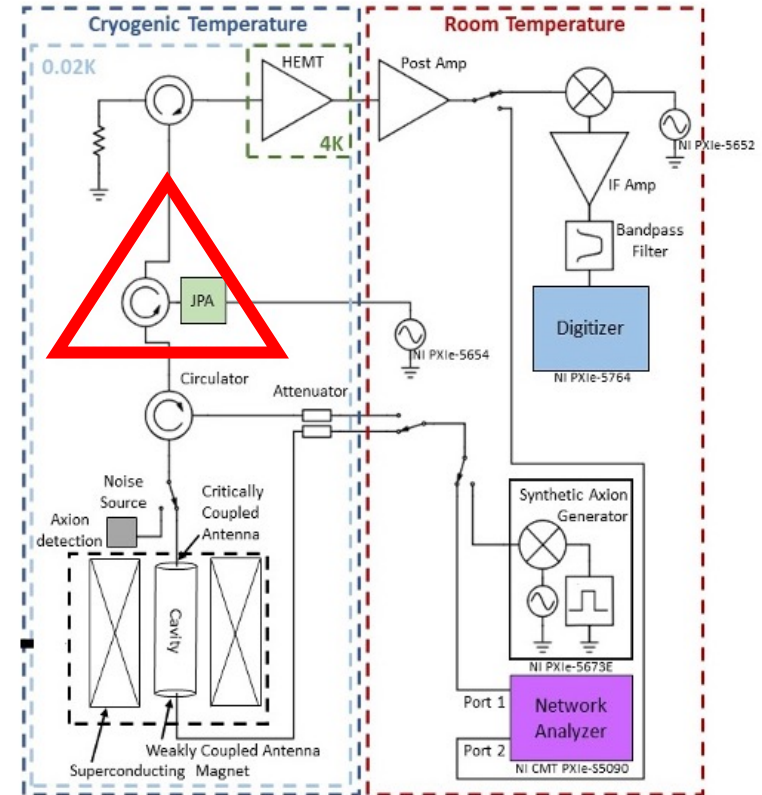 Cryogenic Temperature
Room Temperature
0.02K
HEMT
4K
Post Amp
NI PXIe-5652
IF Amp
Bandpass
Filter
JPA
Digitizer
NI PXIe-5654
NI PXIe-5764
Circulator
Attenuator
Noise
Source
Critically
Coupled
Antenna
Axion
detection
Synthetic Axion
Generator
Cavity
NI PXIe-5673E
Port 1
Network
Analyzer
Port 2
NI CMT PXIe-S5090
Weakly Coupled Antenna
Superconducting Magnet